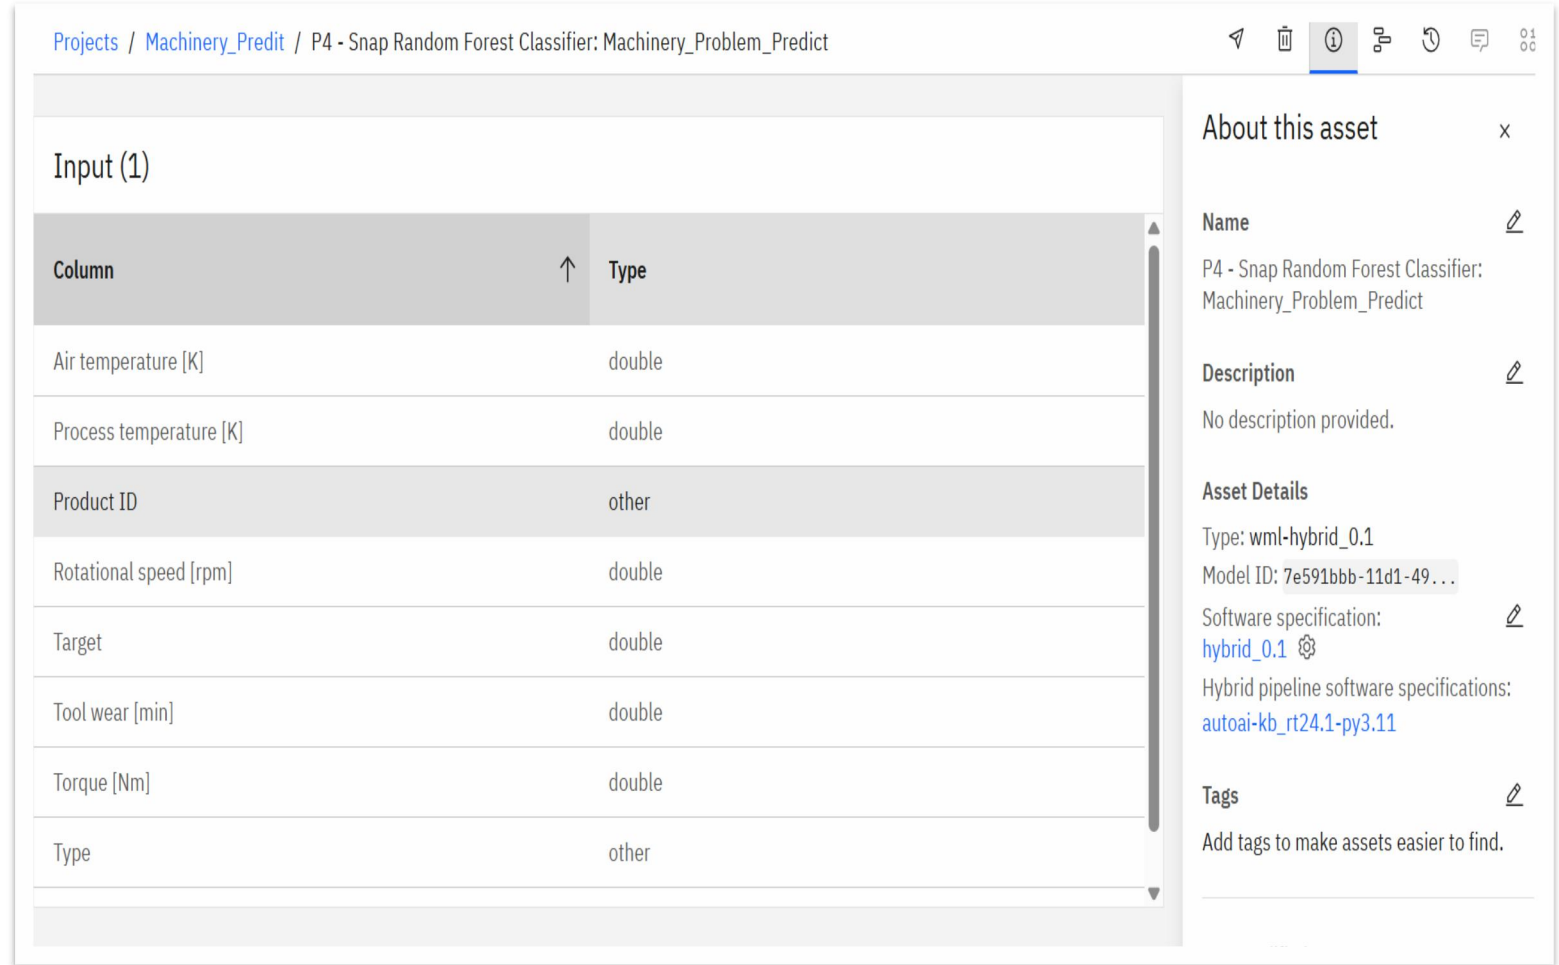 Projects / Machinery_Predit / P4 - Snap Random Forest Classifier: Machinery_Problem_Predict
Input (1)
Column Type
Air temperature [K] double
Process temperature [K] double
Product ID other
Rotational speed [rpm] double
Target double
Tool wear [min] double
Torque [Nm] double
Type other
About this asset
Name
P4 - Snap Random Forest Classifier:
Machinery_Problem_Predict
Description
No description provided.
Asset Details
Type: wml-hybrid_0.1
Model ID: 7e591bbb-11d1-49...
Software specification:
hybrid_0.1
Hybrid pipeline software specifications:
autoai-kb_rt24.1-py3.11
Tags
Add tags to make assets easier to find.